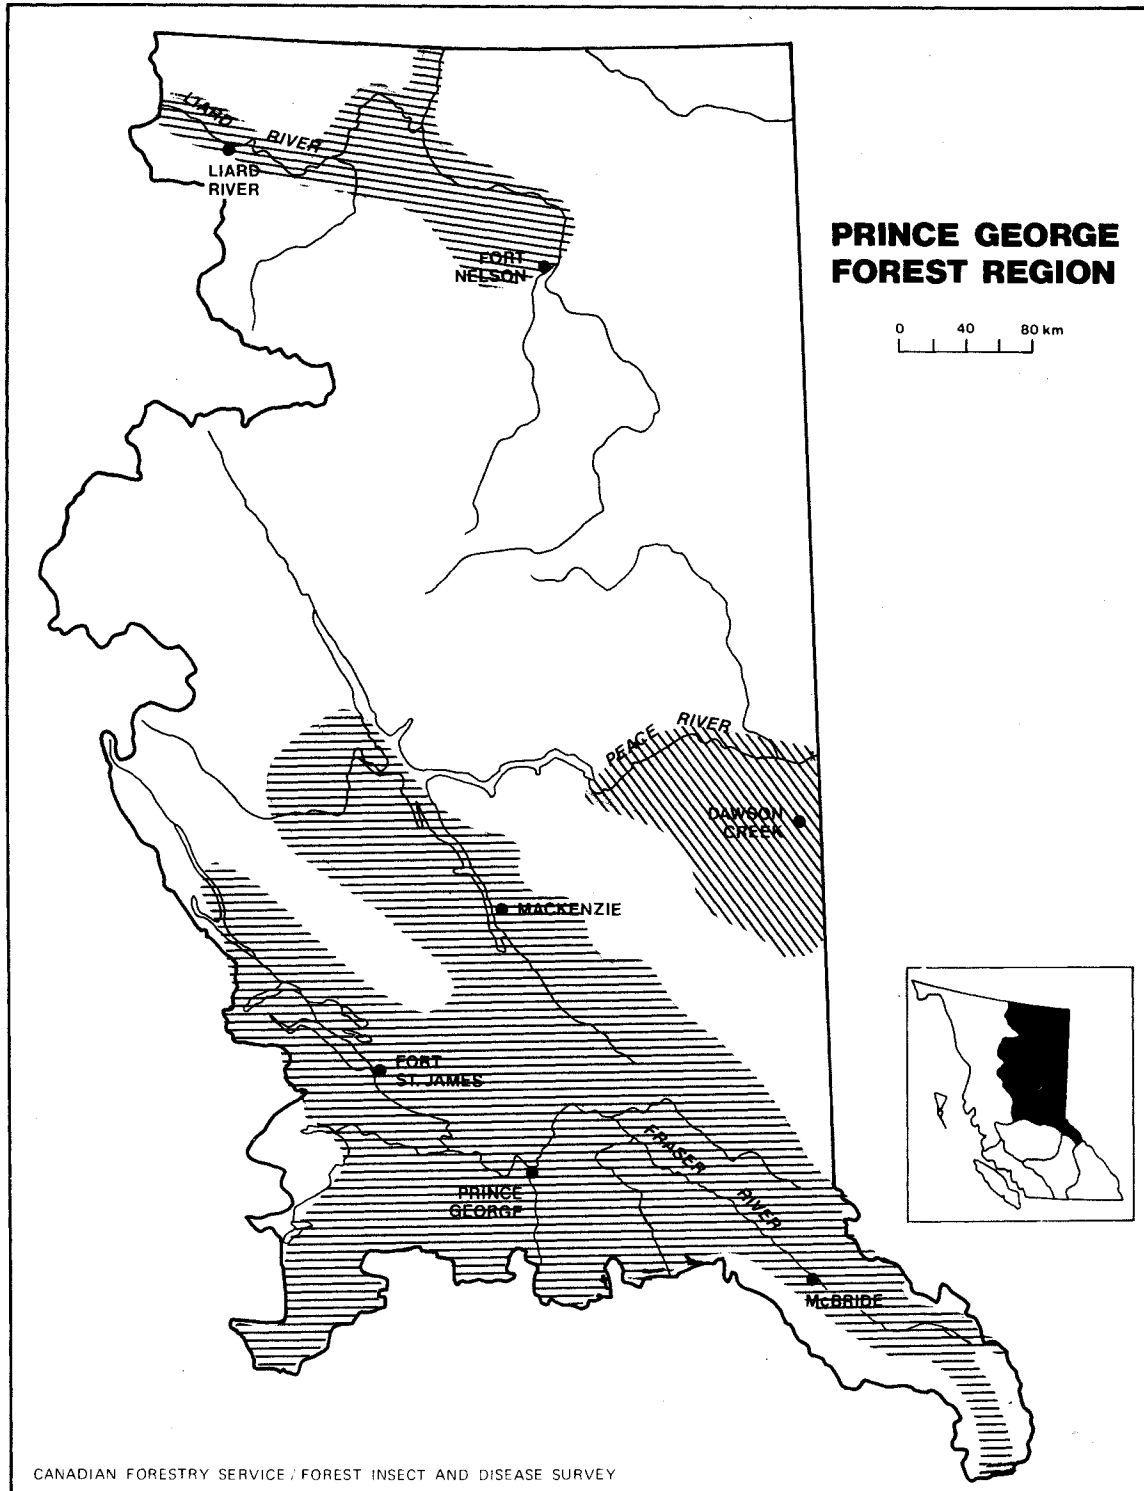 LIARD RIVER
LIARD
RIVER
FORT
NELSON
PRINCE GEORGE
FOREST REGION
0 40 80 km
PEACE RIVER
DAWSON
CREEK
MACKENZIE
FORT
ST. JAMES
FRASER RIVER
PRINCE
GEORGE
McBRIDE
CANADIAN FORESTRY SERVICE / FOREST INSECT AND DISEASE SURVEY